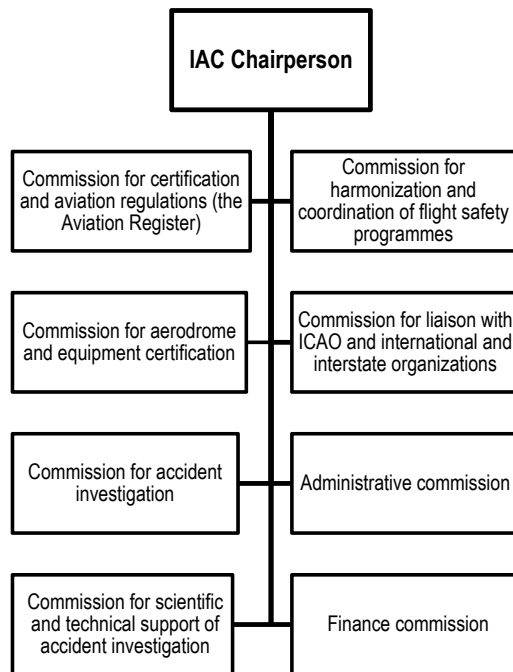 IAC Chairperson
Commission for certification
and aviation regulations (the
Aviation Register)
Commission for
harmonization and
coordination of flight safety
programmes
Commission for aerodrome
and equipment certification
Commission for liaison with
ICAO and international and
interstate organizations
Commission for accident
investigation
Administrative commission
Commission for scientific
and technical support of
accident investigation
Finance commission